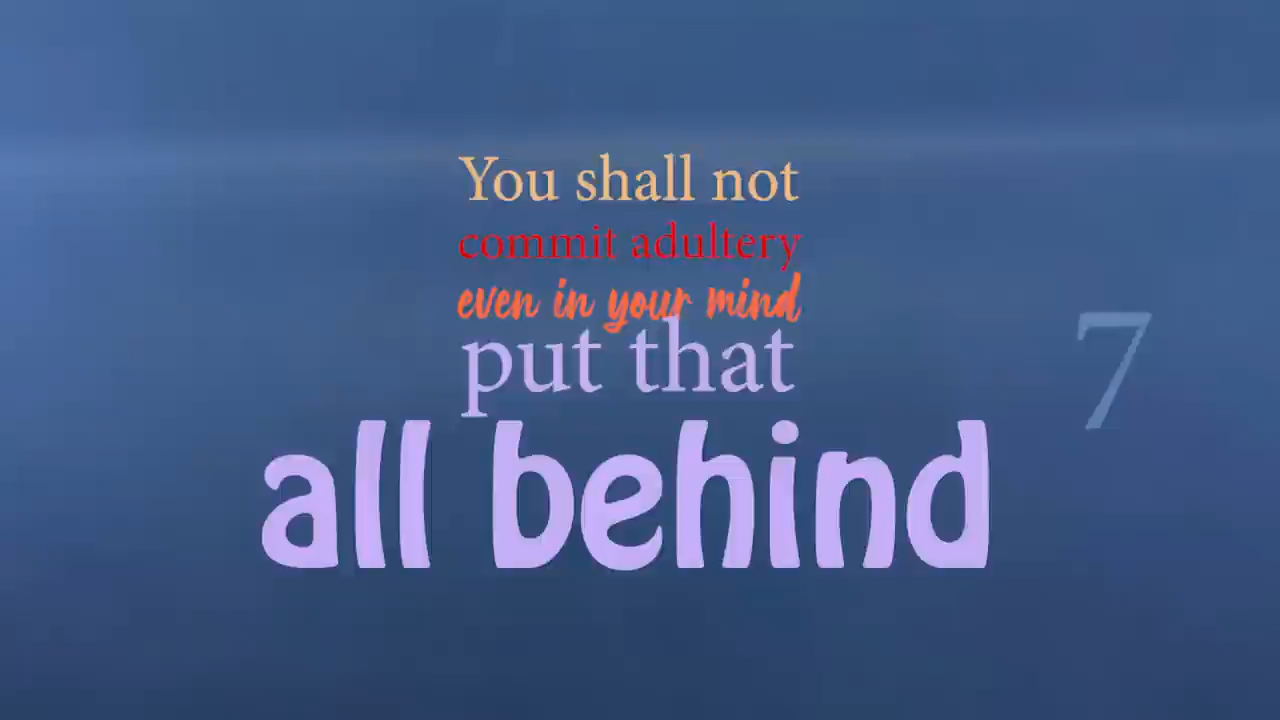 You shall not
commit adultery
even in your mind
put that
all behind
7